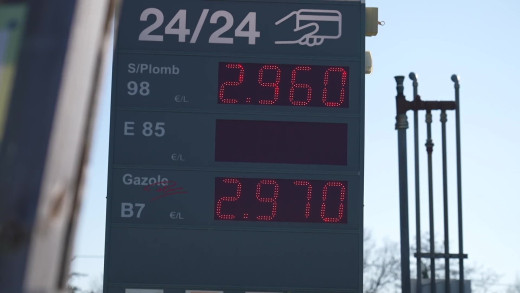 24/24
S/Plomb
98 €/L 2.960
E 85
€/L
Gazole
B7 €/L 2.970